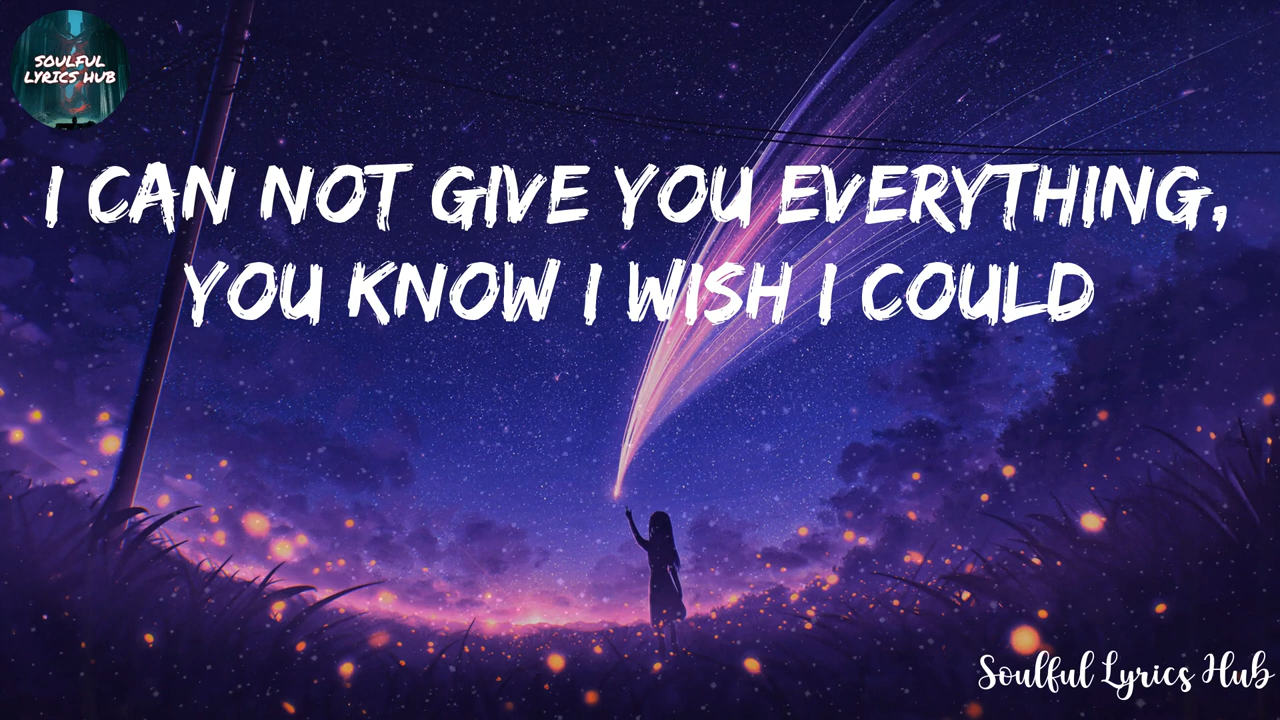 SOULFUL
LYRICS HUB
I CAN NOT GIVE YOU EVERYTHING,
YOU KNOW I WISH I COULD
Soulful Lyrics Hub